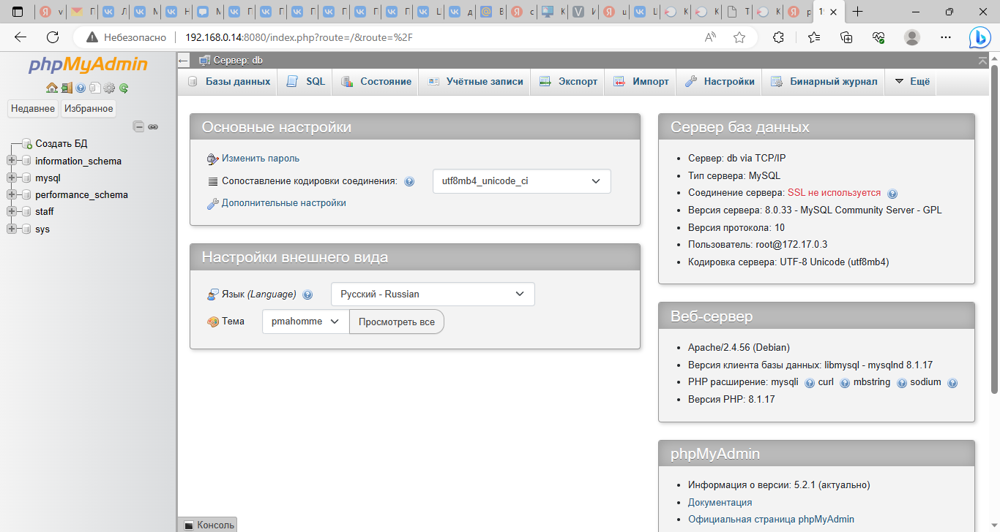 Небезопасно
192.168.0.14:8080/index.php?route=/&route=%2F
phpMyAdmin
Недавнее
Избранное
Создать БД
information_schema
mysql
performance_schema
staff
sys
Сервер: db
Базы данных
SQL
Состояние
Учётные записи
Экспорт
Импорт
Настройки
Бинарный журнал
Ещё
Основные настройки
Изменить пароль
Сопоставление кодировки соединения:
utf8mb4_unicode_ci
Дополнительные настройки
Настройки внешнего вида
Язык (Language)
Русский - Russian
Тема
pmahomme
Просмотреть все
Сервер баз данных
Сервер: db via TCP/IP
Тип сервера: MySQL
Соединение сервера: SSL не используется
Версия сервера: 8.0.33 - MySQL Community Server - GPL
Версия протокола: 10
Пользователь: root@172.17.0.3
Кодировка сервера: UTF-8 Unicode (utf8mb4)
Веб-сервер
Apache/2.4.56 (Debian)
Версия клиента базы данных: libmysql - mysqlnd 8.1.17
PHP расширение: mysqli curl mbstring sodium
Версия PHP: 8.1.17
phpMyAdmin
Информация о версии: 5.2.1 (актуально)
Документация
Официальная страница phpMyAdmin
Консоль